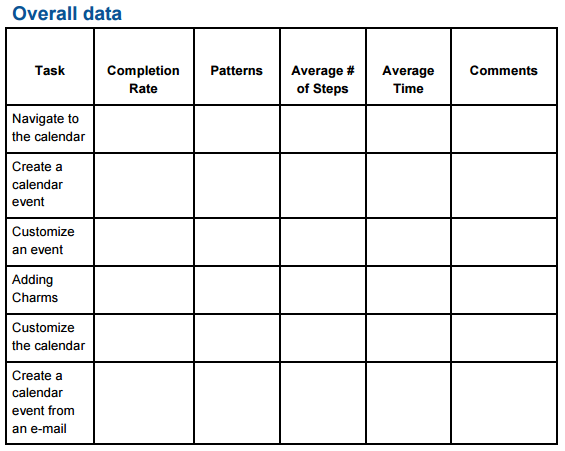 Overall data
Task
Completion
Rate
Patterns
Average #
of Steps
Average
Time
Comments
Navigate to
the calendar
Create a
calendar
event
Customize
an event
Adding
Charms
Customize
the calendar
Create a
calendar
event from
an e-mail